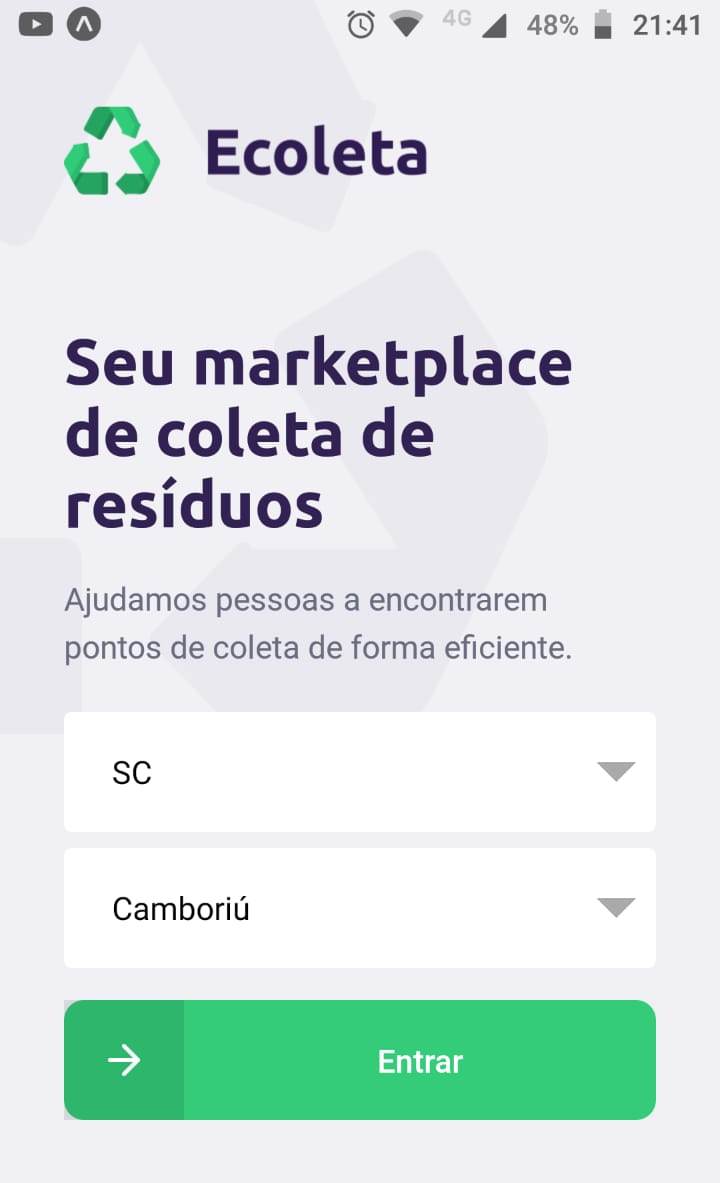 4G 48% 21:41
Ecoleta
Seu marketplace
de coleta de
resíduos
Ajudamos pessoas a encontrarem
pontos de coleta de forma eficiente.
SC
Camboriú
Entrar